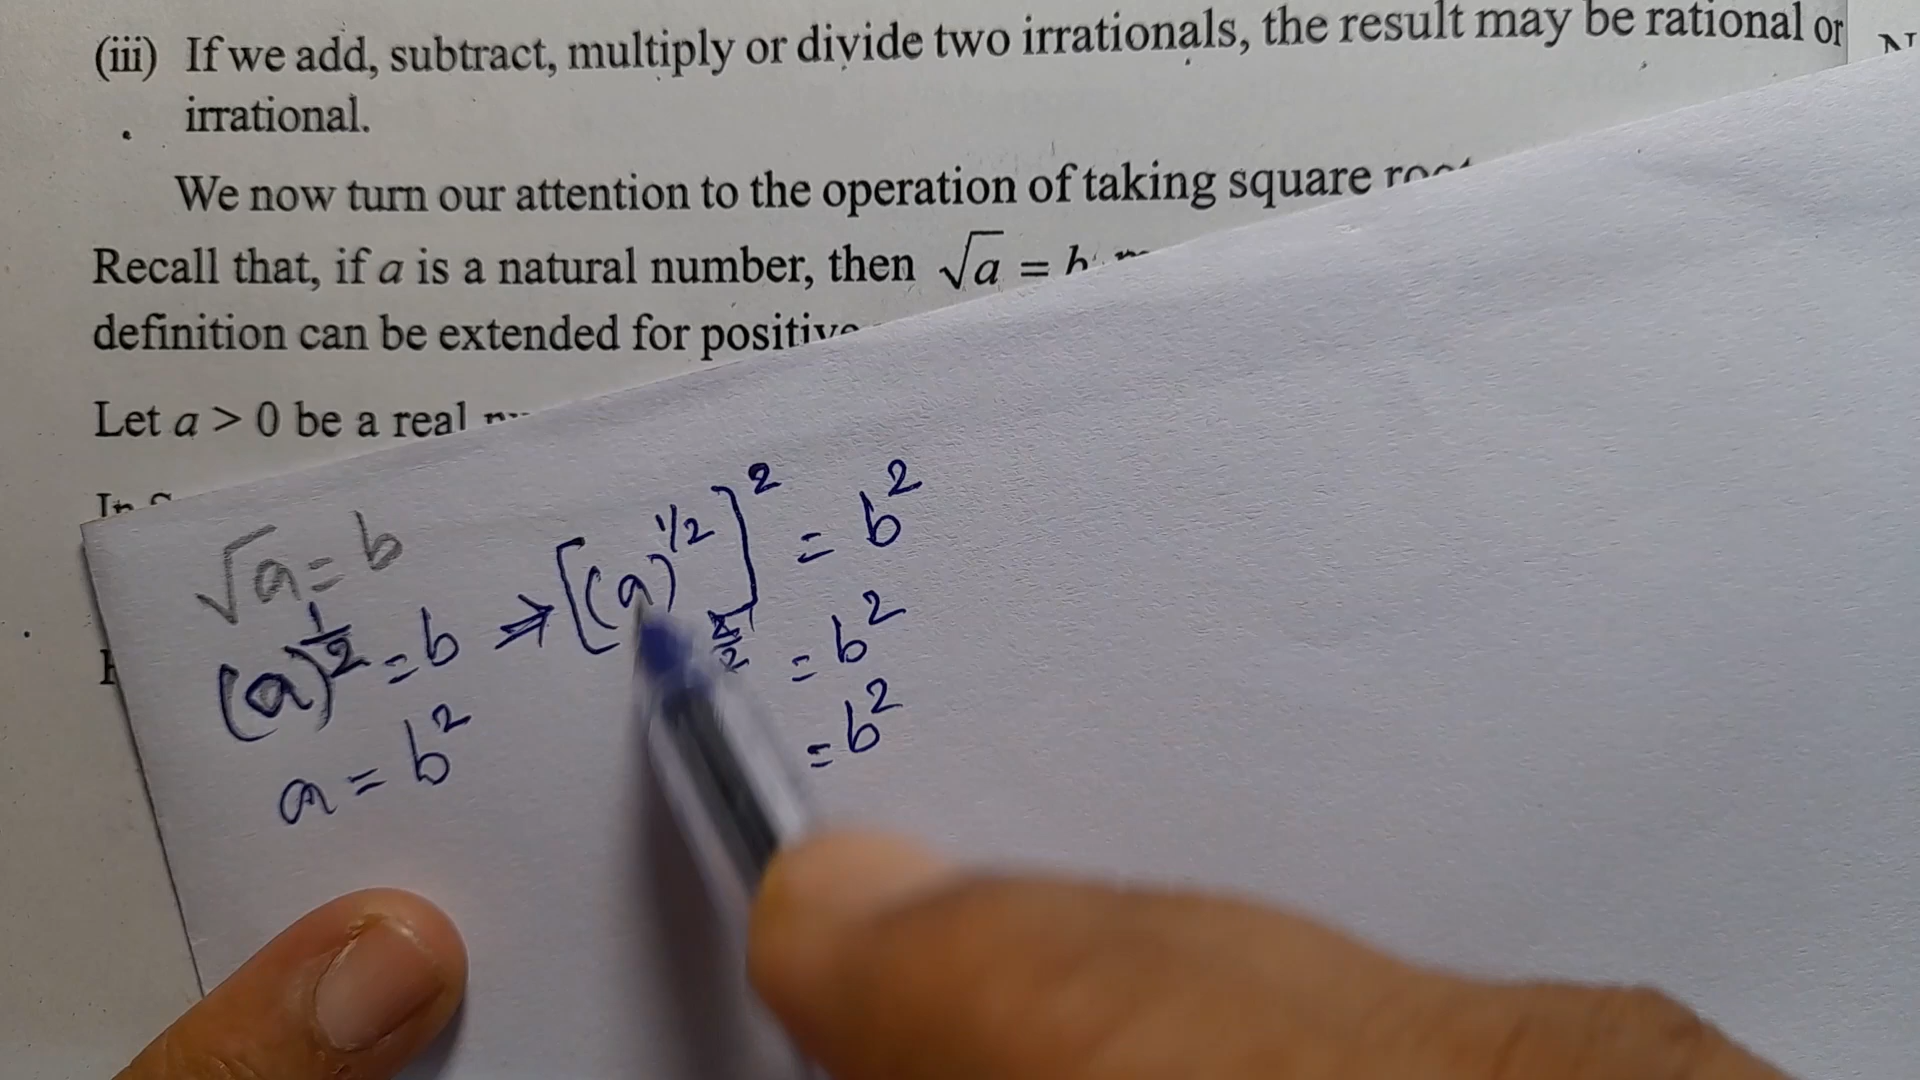 (iii) If we add, subtract, multiply or divide two irrationals, the result may be rational or
irrational.
We now turn our attention to the operation of taking square
Recall that, if a is a natural number, then √a =
definition can be extended for
Let a > 0 be a real
√a = b
(a)^1/2 = b ⇒ [(a)^1/2]^2 = b^2
= b^2
a = b^2
= b^2